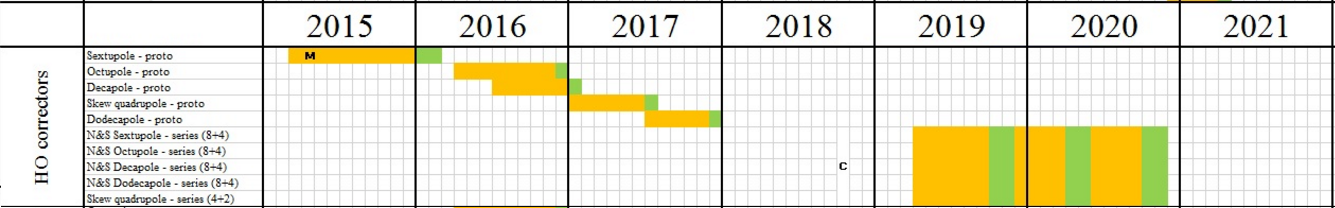 2015 2016 2017 2018 2019 2020 2021
HO correctors
Sextupole - proto M
Octupole - proto
Decapole - proto
Skew quadrupole - proto
Dodecapole - proto
N&S Sextupole - series (8+4)
N&S Octupole - series (8+4)
N&S Decapole - series (8+4) C
N&S Dodecapole - series (8+4)
Skew quadrupole - series (4+2)